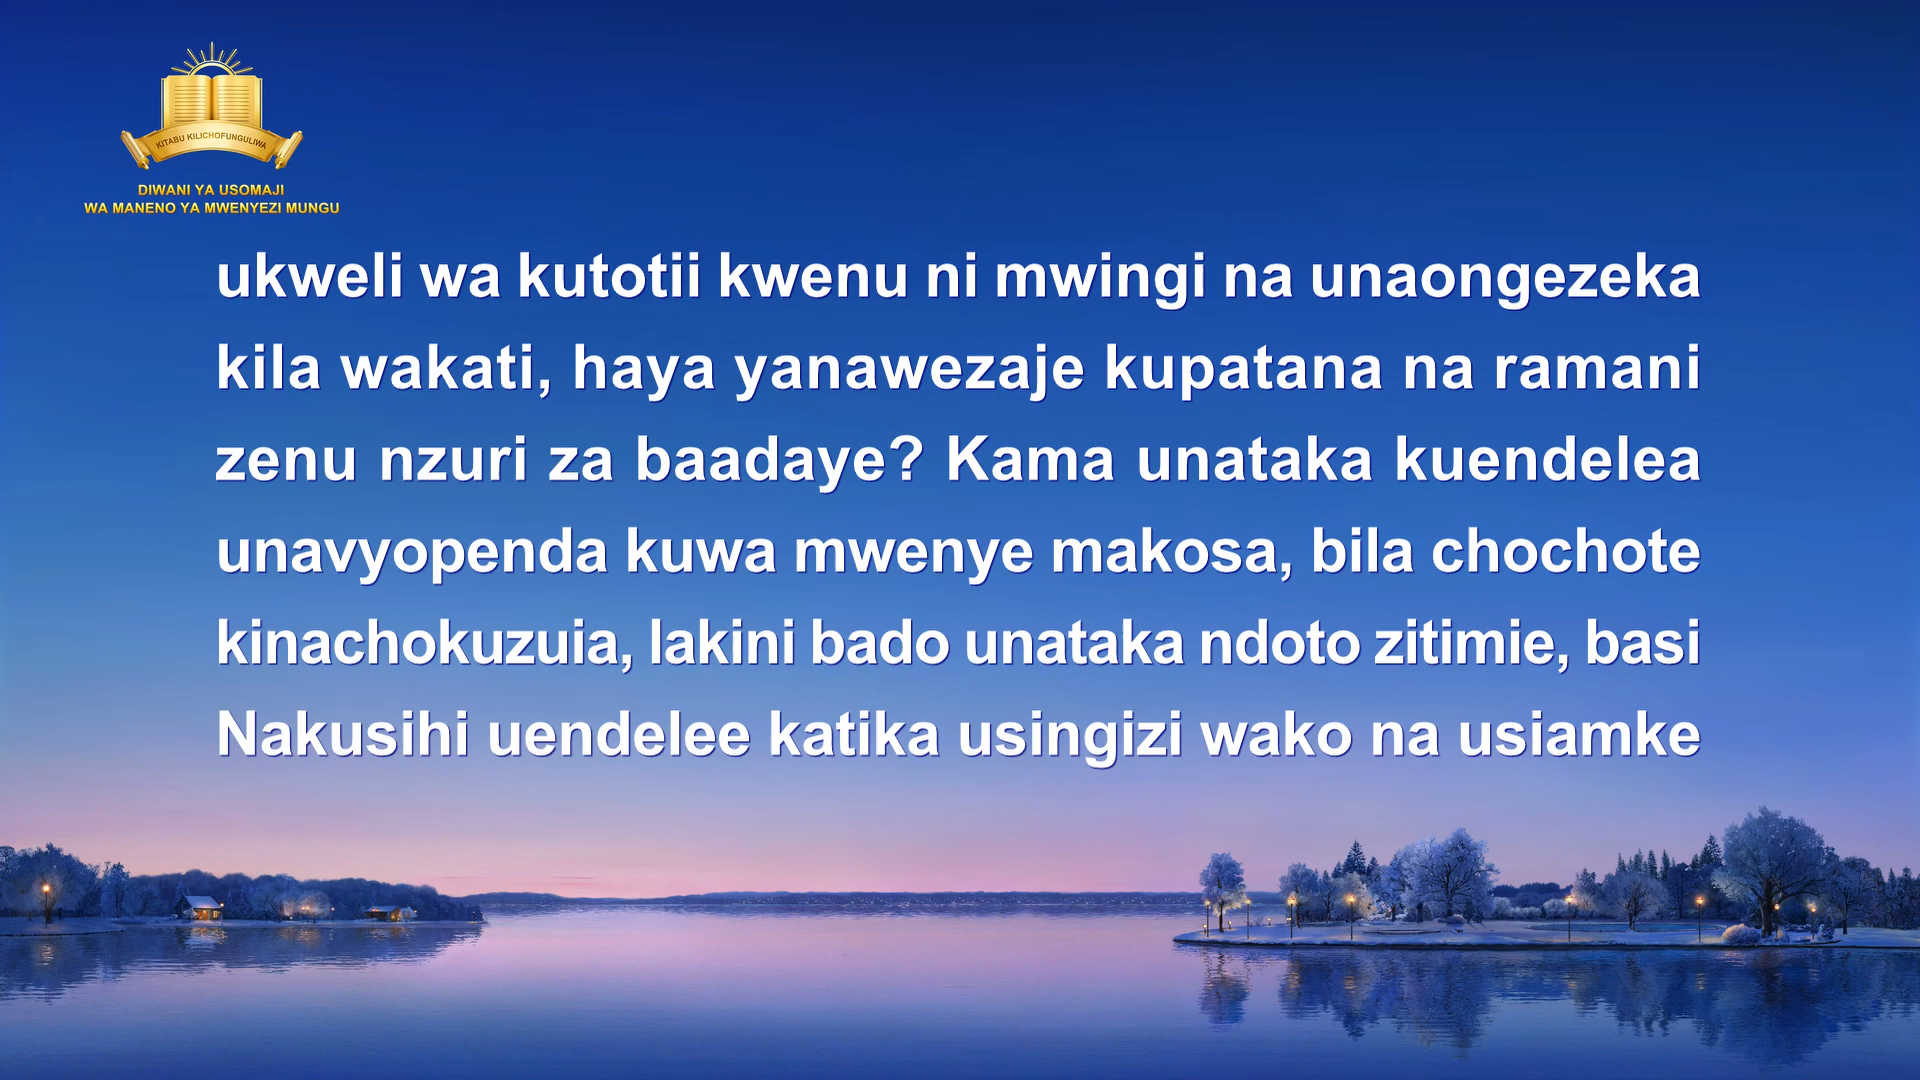 KITABU KILICHOFUNGULIWA
DIWANI YA USOMAJI
WA MANENO YA MWENYEZI MUNGU
ukweli wa kutotii kwenu ni mwingi na unaongezeka
kila wakati, haya yanawezaje kupatana na ramani
zenu nzuri za baadaye? Kama unataka kuendelea
unavyopenda kuwa mwenye makosa, bila chochote
kinachokuzuia, lakini bado unataka ndoto zitimie, basi
Nakusihi uendelee katika usingizi wako na usiamke